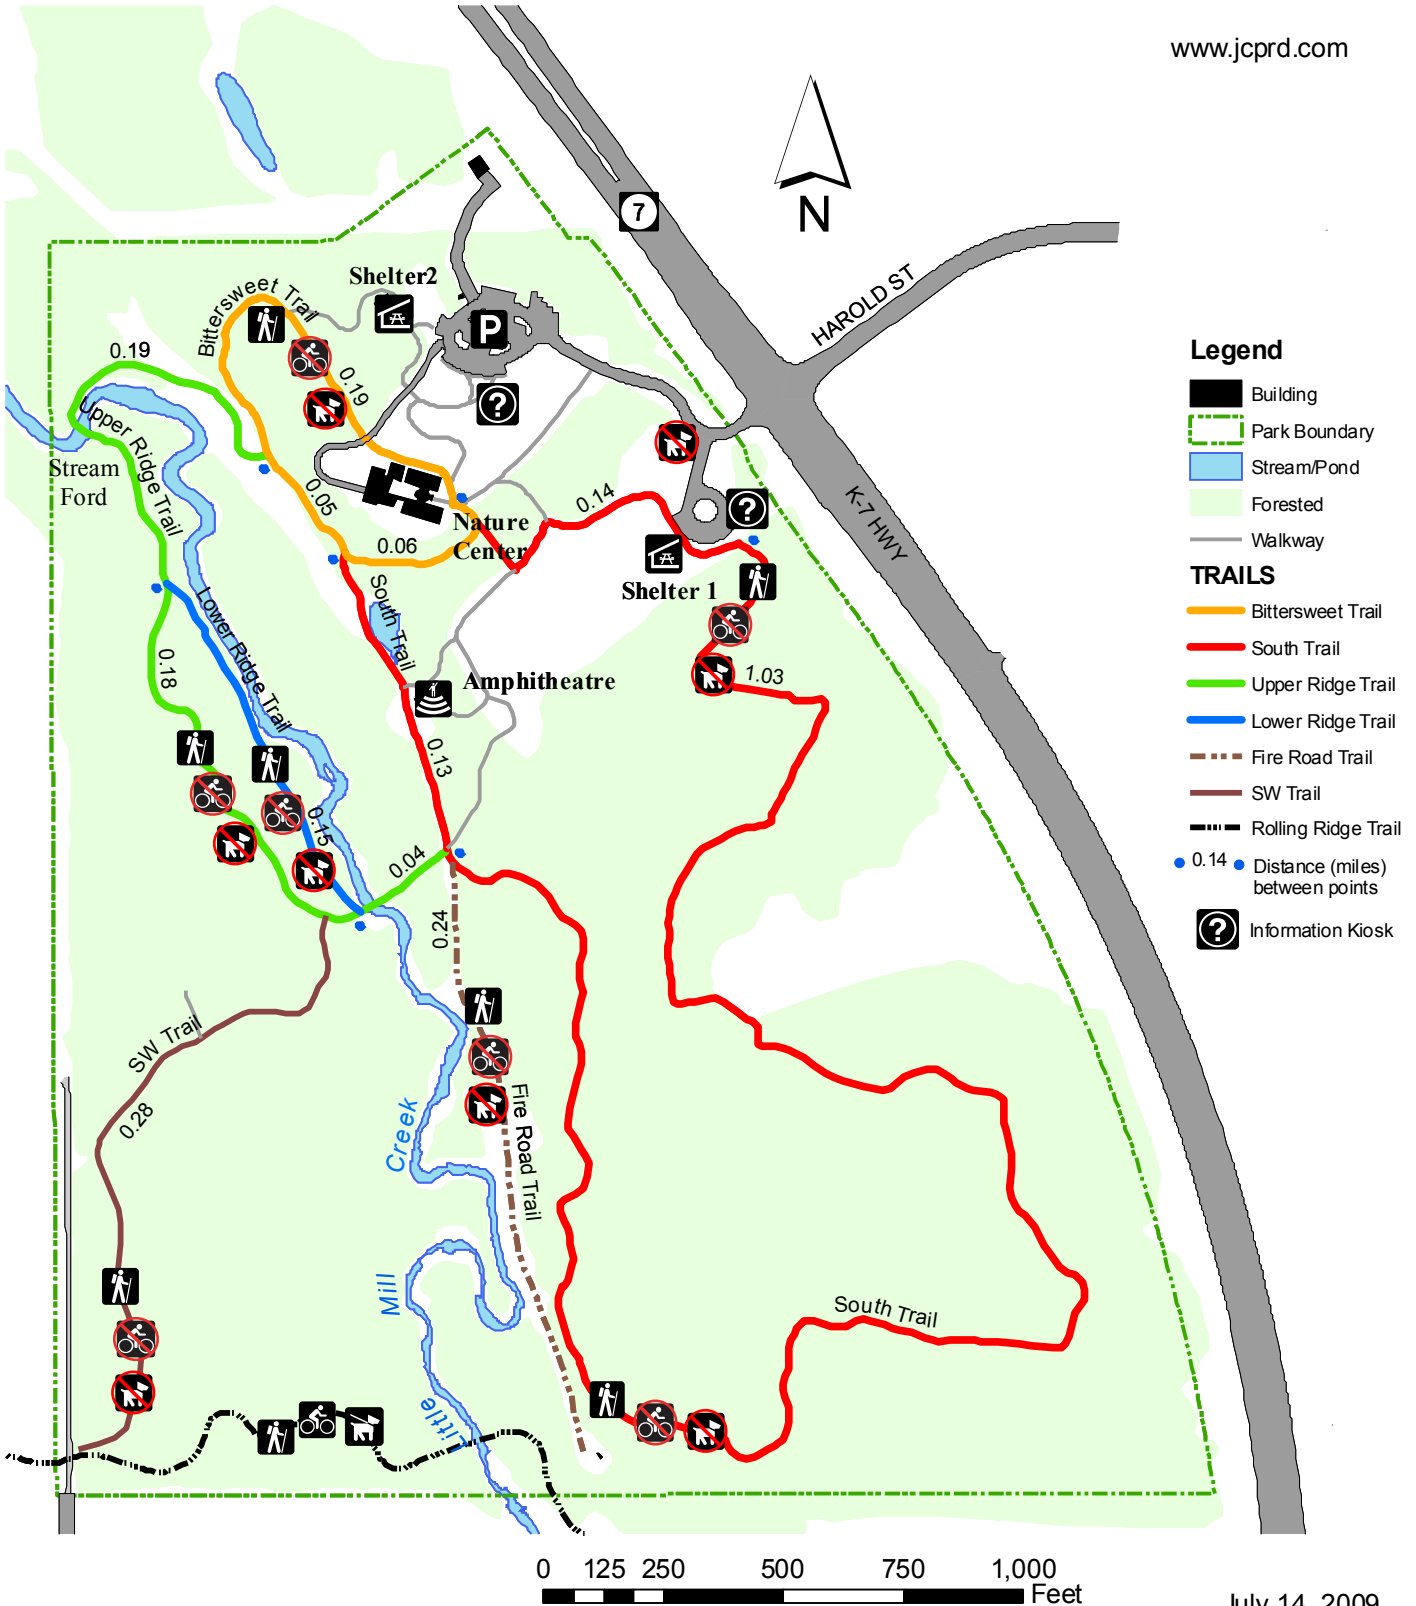 www.jcprd.com
7
N
HAROLD ST
Shelter2
Bittersweet Trail
P
0.19
0.19
?
Upper Ridge Trail
Stream
Ford
0.05
0.14
?
Nature
Center
0.06
K-7 HWY
Shelter 1
South Trail
Lower Ridge Trail
0.18
Amphitheatre
1.03
0.13
0.15
0.04
0.24
SW Trail
0.28
Creek
Fire Road Trail
Mill
South Trail
Little
Legend
Building
Park Boundary
Stream/Pond
Forested
Walkway
TRAILS
Bittersweet Trail
South Trail
Upper Ridge Trail
Lower Ridge Trail
Fire Road Trail
SW Trail
Rolling Ridge Trail
0.14 Distance (miles)
between points
? Information Kiosk
0 125 250 500 750 1,000
Feet
July 14, 2009